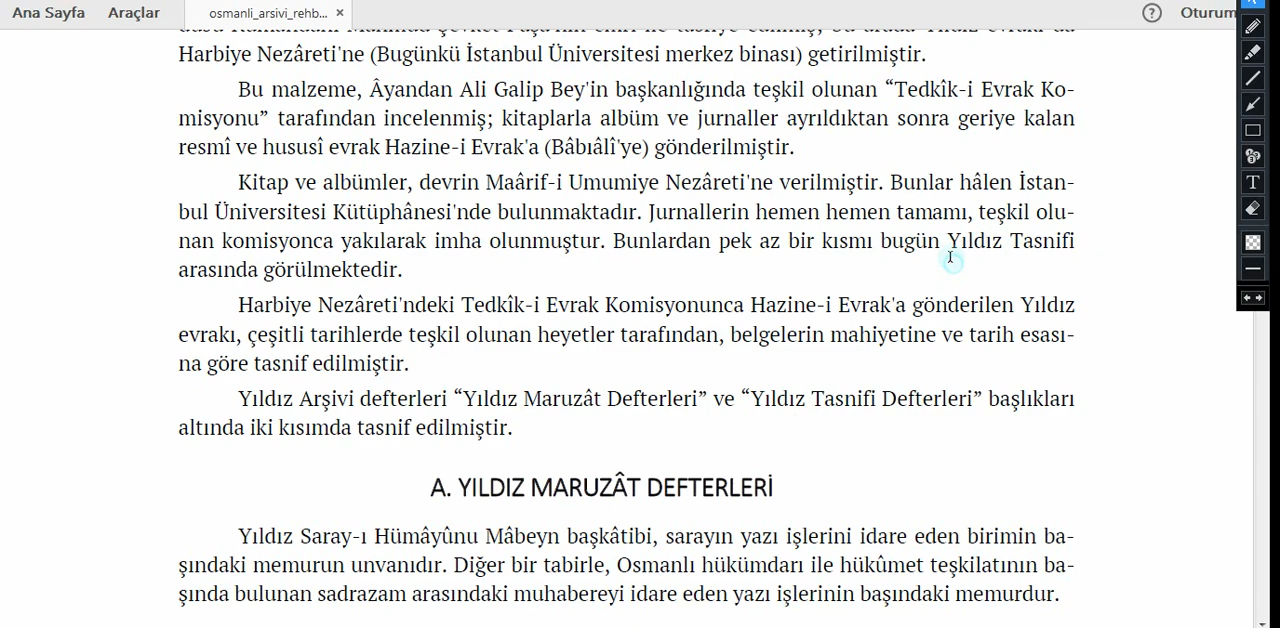 Ana Sayfa Araçlar osmanli_arsivi_rehb... × ? Oturum
Harbiye Nezâreti'ne (Bugünkü İstanbul Üniversitesi merkez binası) getirilmiştir.
Bu malzeme, Âyandan Ali Galip Bey'in başkanlığında teşkil olunan “Tedkîk-i Evrak Ko-
misyonu” tarafından incelenmiş; kitaplarla albüm ve jurnaller ayrıldıktan sonra geriye kalan
resmî ve hususî evrak Hazine-i Evrak'a (Bâbıâlî'ye) gönderilmiştir.
Kitap ve albümler, devrin Maârif-i Umumiye Nezâreti'ne verilmiştir. Bunlar hâlen İstan-
bul Üniversitesi Kütüphânesi'nde bulunmaktadır. Jurnallerin hemen hemen tamamı, teşkil olu-
nan komisyonca yakılarak imha olunmuştur. Bunlardan pek az bir kısmı bugün Yıldız Tasnifi
arasında görülmektedir.
Harbiye Nezâreti'ndeki Tedkîk-i Evrak Komisyonunca Hazine-i Evrak'a gönderilen Yıldız
evrakı, çeşitli tarihlerde teşkil olunan heyetler tarafından, belgelerin mahiyetine ve tarih esası-
na göre tasnif edilmiştir.
Yıldız Arşivi defterleri “Yıldız Maruzât Defterleri” ve “Yıldız Tasnifi Defterleri” başlıkları
altında iki kısımda tasnif edilmiştir.
A. YILDIZ MARUZÂT DEFTERLERİ
Yıldız Saray-ı Hümâyûnu Mâbeyn başkâtibi, sarayın yazı işlerini idare eden birimin ba-
şındaki memurun unvanıdır. Diğer bir tabirle, Osmanlı hükümdarı ile hükûmet teşkilatının ba-
şında bulunan sadrazam arasındaki muhabereyi idare eden yazı işlerinin başındaki memurdur.